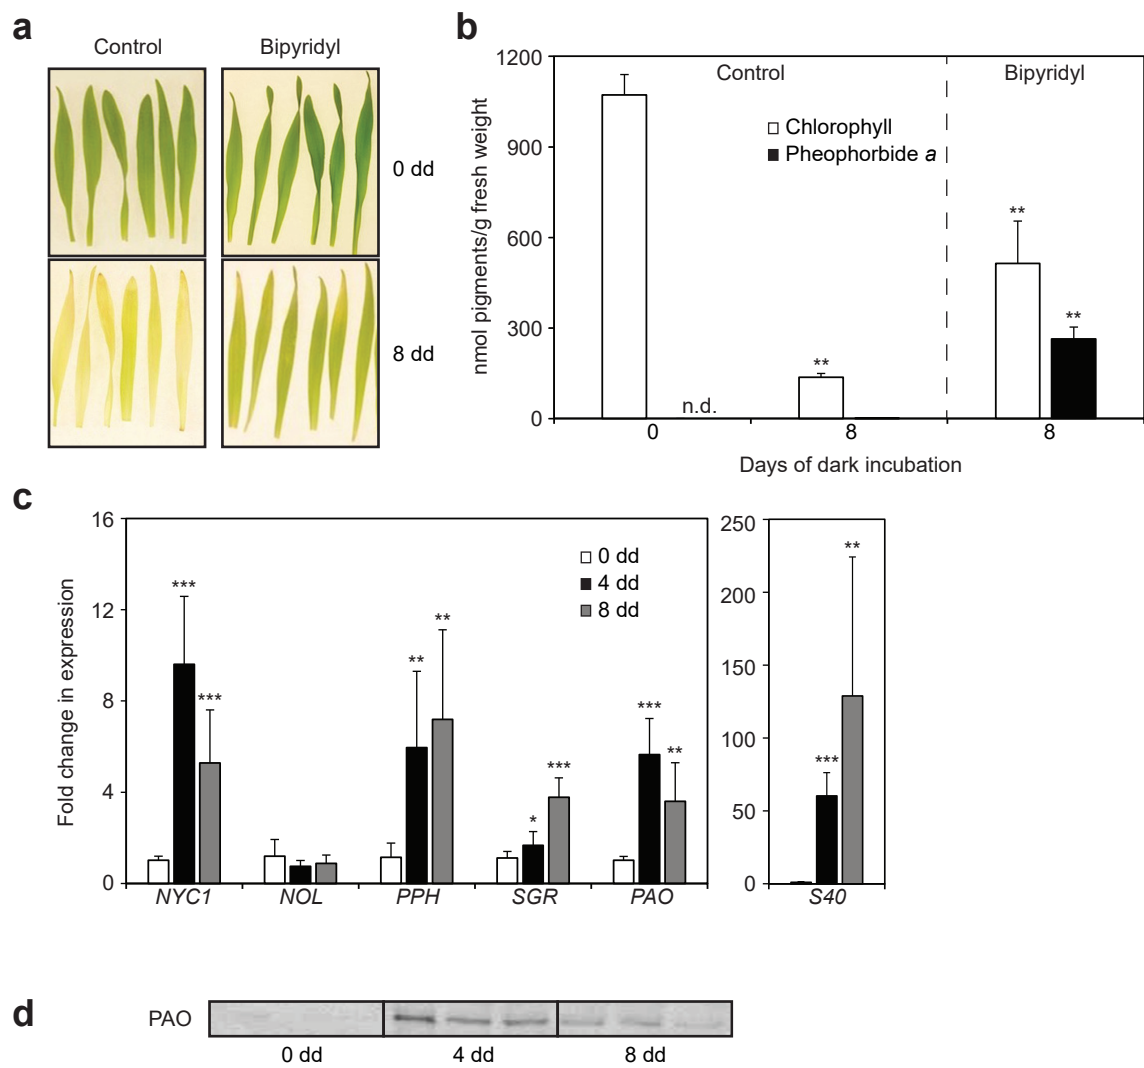 a
Control
Bipyridyl
0 dd
8 dd
b
nmol pigments/g fresh weight
1200
900
600
300
0
Control
Bipyridyl
Chlorophyll
Pheophorbide a
n.d.
**
**
**
0
8
8
Days of dark incubation
c
Fold change in expression
16
12
8
4
0
0 dd
4 dd
8 dd
***
***
**
**
*
***
***
**
NYC1
NOL
PPH
SGR
PAO
250
200
150
100
50
0
***
**
S40
d
PAO
0 dd
4 dd
8 dd